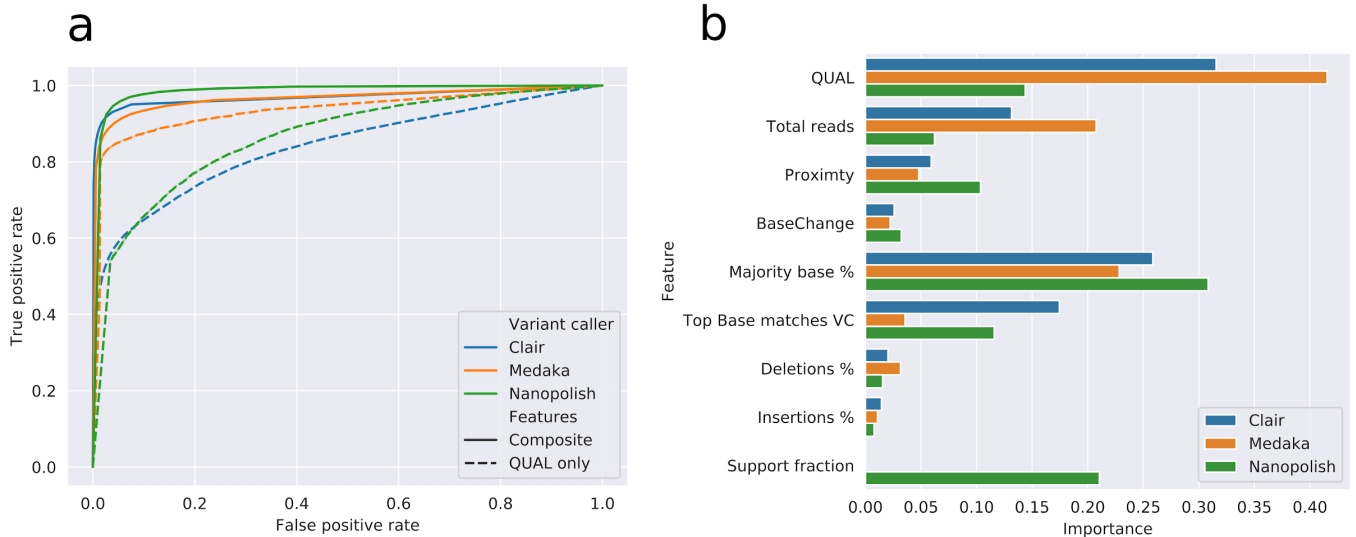 a
True positive rate
1.0
0.8
0.6
0.4
0.2
0.0
Variant caller
Clair
Medaka
Nanopolish
Features
Composite
QUAL only
0.0 0.2 0.4 0.6 0.8 1.0
False positive rate
b
Feature
QUAL
Total reads
Proximty
BaseChange
Majority base %
Top Base matches VC
Deletions %
Insertions %
Support fraction
Clair
Medaka
Nanopolish
0.00 0.05 0.10 0.15 0.20 0.25 0.30 0.35 0.40
Importance